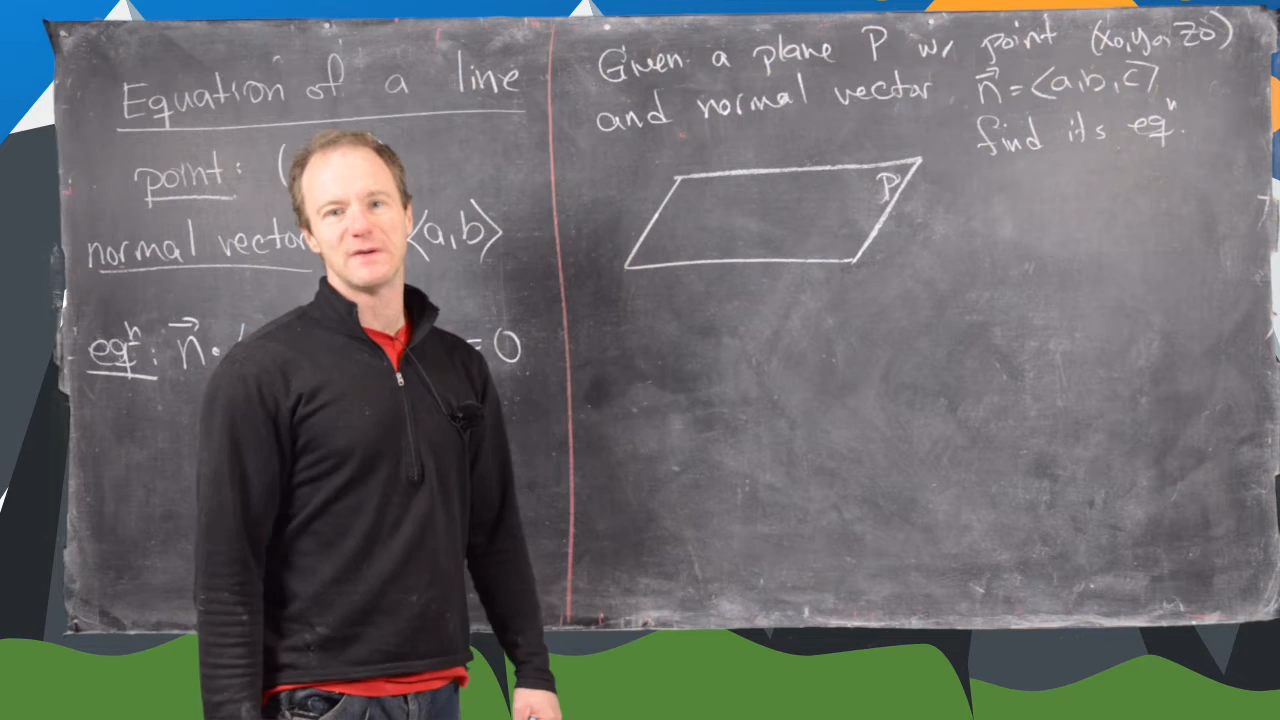 Equation of a line
point: (
normal vector ⟨a,b⟩
eqⁿ: n⃗ · = 0
Given: a plane P w/ point (x₀,y₀,z₀)
and normal vector n⃗ = ⟨a,b,c⟩,
find its eqⁿ.
P